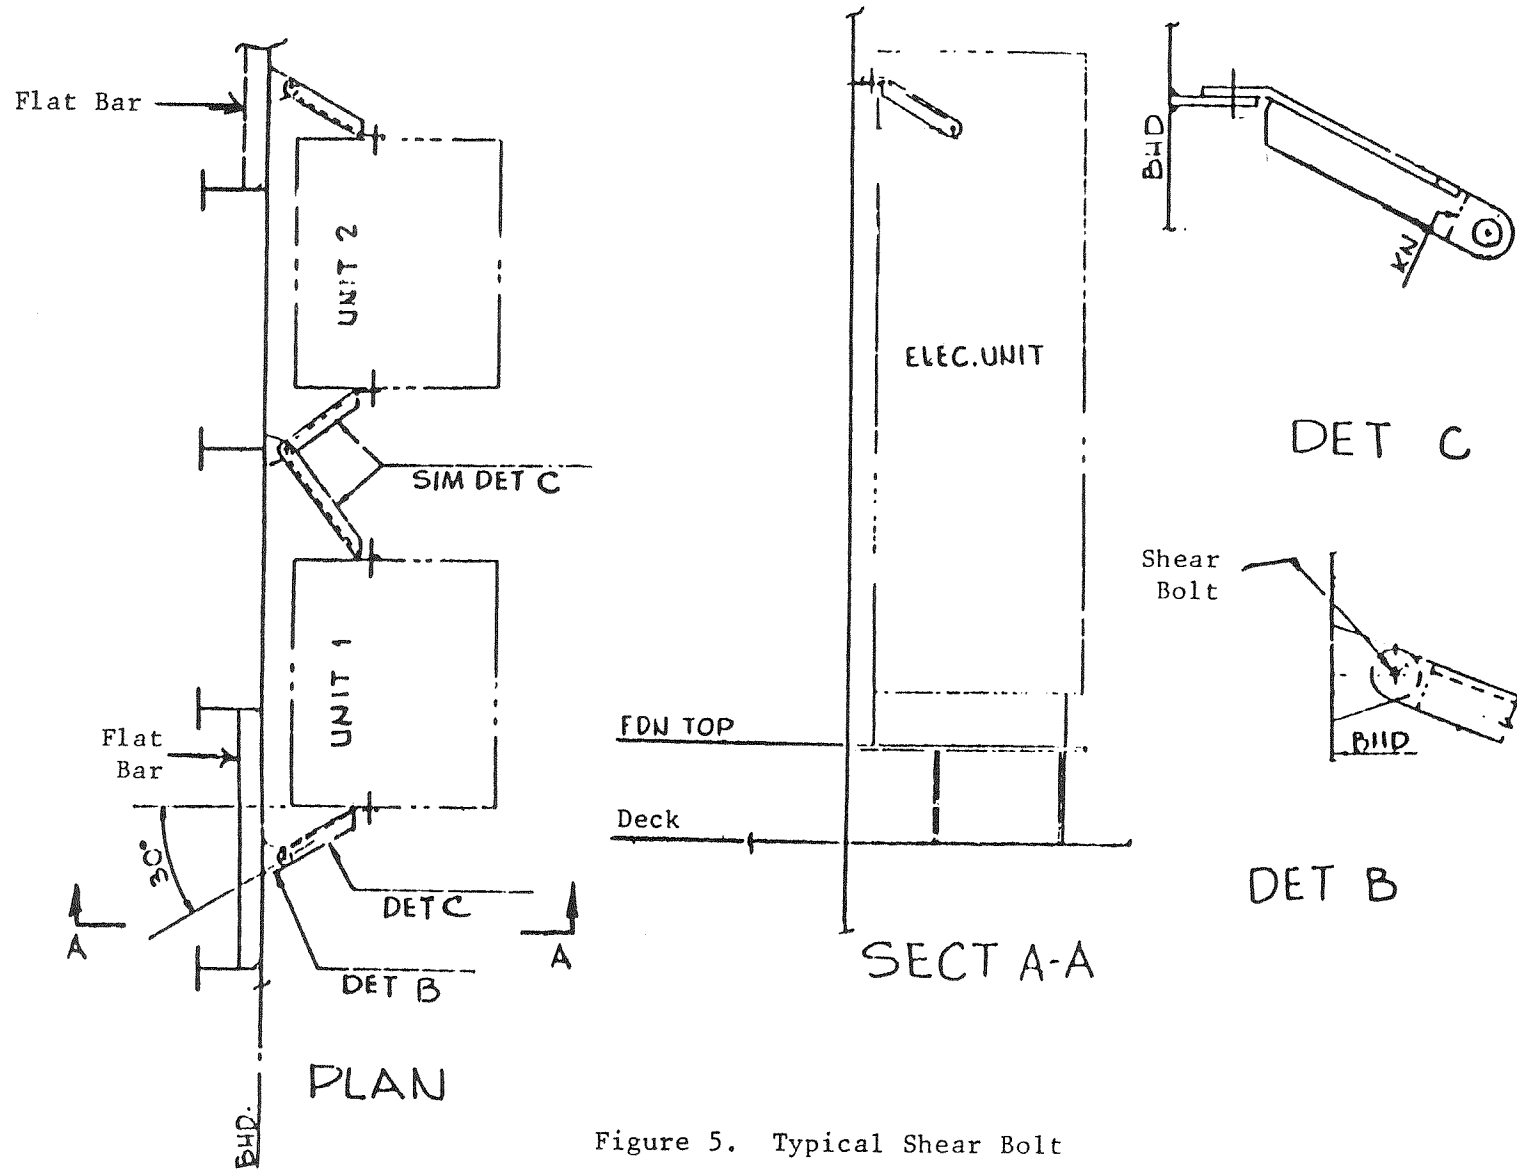 Flat Bar
UNIT 2
SIM DET C
UNIT 1
Flat
Bar
30°
A
A
DET C
DET B
PLAN
BHD.
ELEC.UNIT
FDN TOP
Deck
SECT A-A
BHD
KN
DET C
Shear
Bolt
BHD
DET B
Figure 5. Typical Shear Bolt